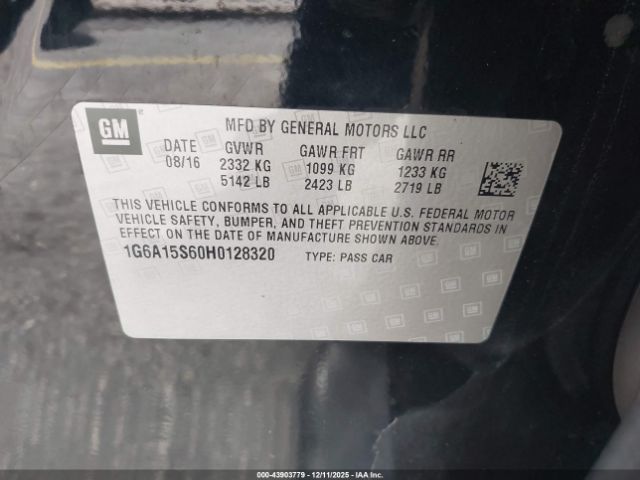 GM
MFD BY GENERAL MOTORS LLC
DATE GVWR GAWR FRT GAWR RR
08/16 2332 KG 1099 KG 1233 KG
5142 LB 2423 LB 2719 LB
THIS VEHICLE CONFORMS TO ALL APPLICABLE U.S. FEDERAL MOTOR
VEHICLE SAFETY, BUMPER, AND THEFT PREVENTION STANDARDS IN
EFFECT ON THE DATE OF MANUFACTURE SHOWN ABOVE.
1G6A15S60H0128320 TYPE: PASS CAR
000-43903779 - 12/11/2025 - COPYRIGHT IAA, LLC